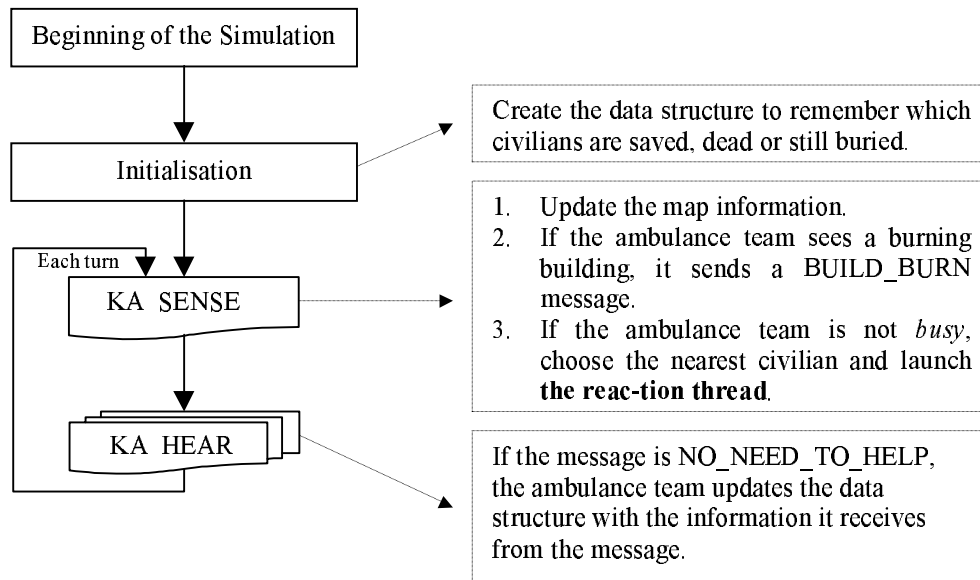 Beginning of the Simulation
Create the data structure to remember which
civilians are saved, dead or still buried.
Initialisation
1. Update the map information.
2. If the ambulance team sees a burning
building, it sends a BUILD_BURN
message.
3. If the ambulance team is not busy,
choose the nearest civilian and launch
the reac-tion thread.
Each turn
KA SENSE
KA HEAR
If the message is NO_NEED_TO_HELP,
the ambulance team updates the data
structure with the information it receives
from the message.